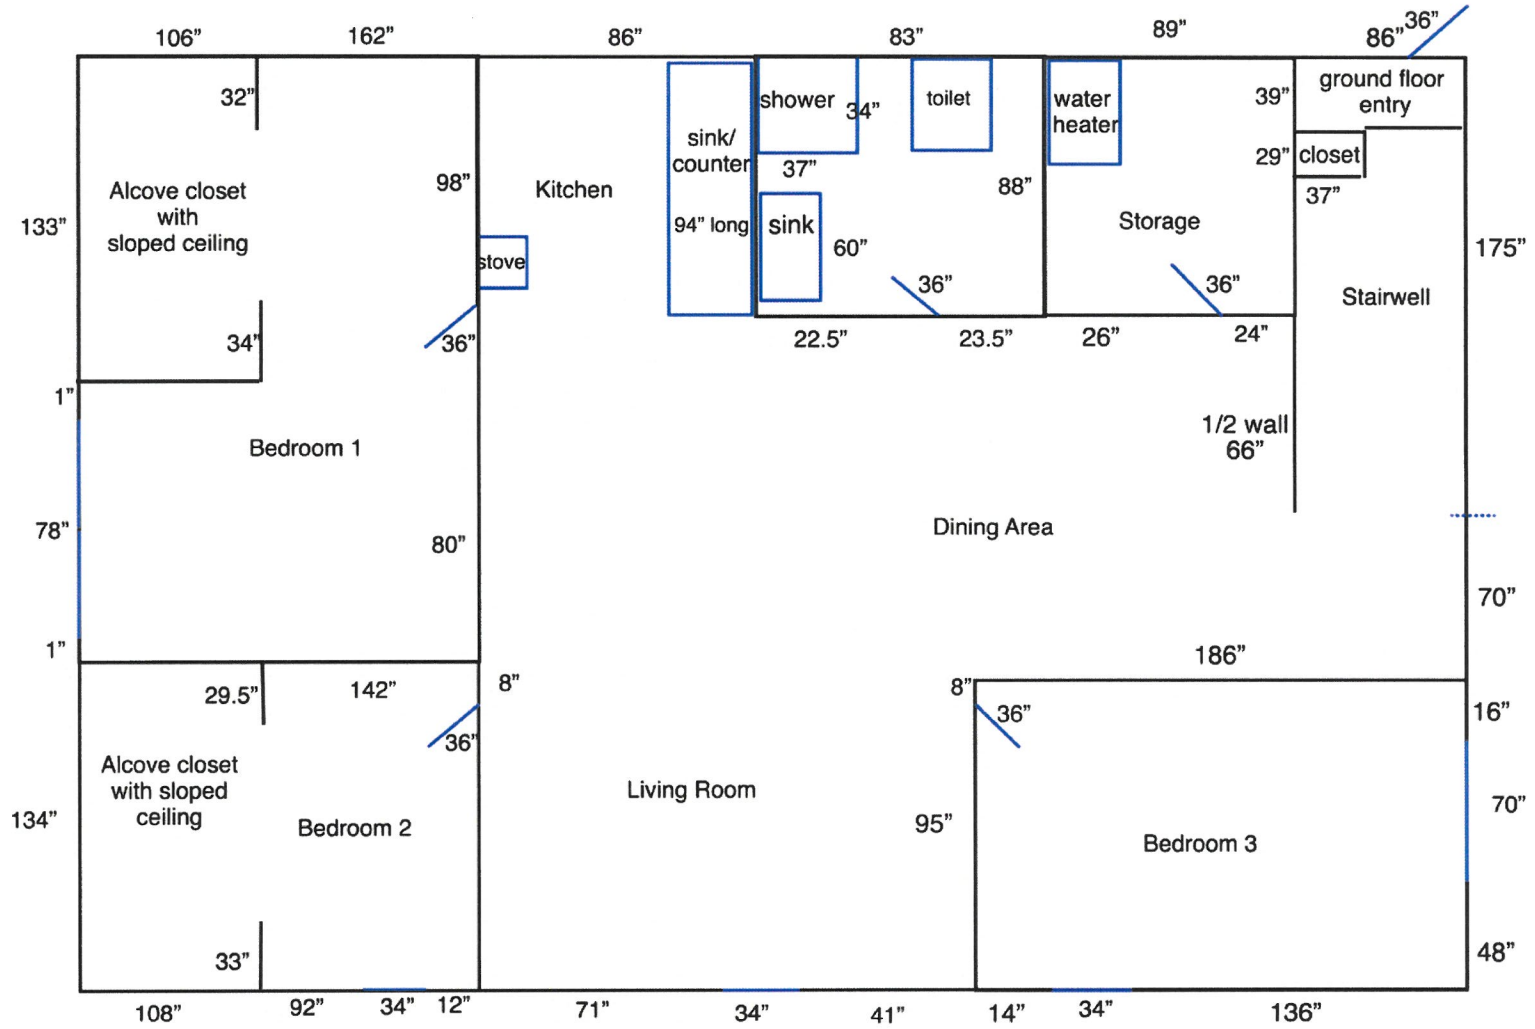 106” 162” 86” 83” 89” 86” 36”
32”
shower
34”
toilet
water
heater
39”
ground floor
entry
sink/
counter
37”
88”
29”
closet
37”
Alcove closet
with
sloped ceiling
133”
98”
Kitchen
94” long
sink
60”
Storage
175”
stove
36”
36”
Stairwell
34”
36”
22.5” 23.5” 26” 24”
1”
Bedroom 1
1/2 wall
66”
78”
80”
Dining Area
70”
1”
186”
29.5”
142”
8”
8”
36”
16”
36”
Alcove closet
with sloped
ceiling
134”
Bedroom 2
Living Room
95”
Bedroom 3
70”
33”
48”
108” 92” 34” 12” 71” 34” 41” 14” 34” 136”